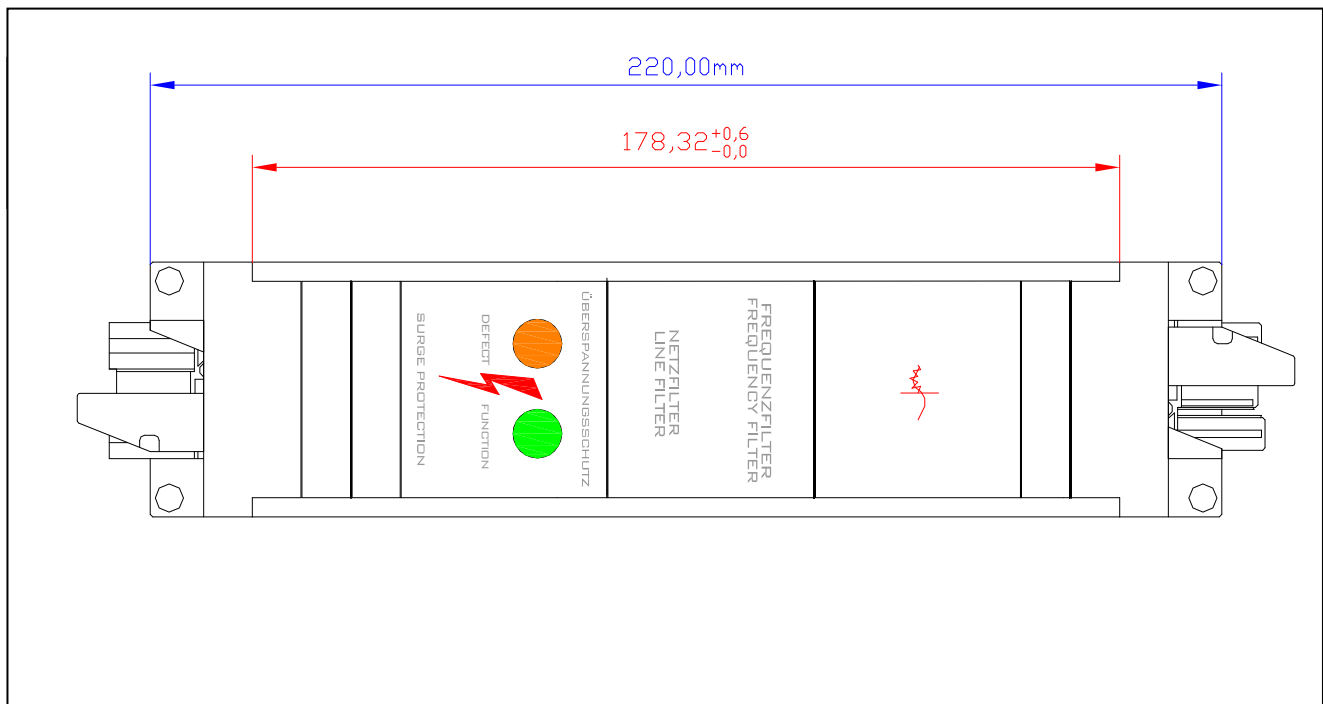 220,00mm
178,32 +0,6
-0,0
SURGE PROTECTION
DEFECT
FUNCTION
ÜBERSPANNUNGSSCHUTZ
NETZFILTER
LINE FILTER
FREQUENZFILTER
FREQUENCY FILTER